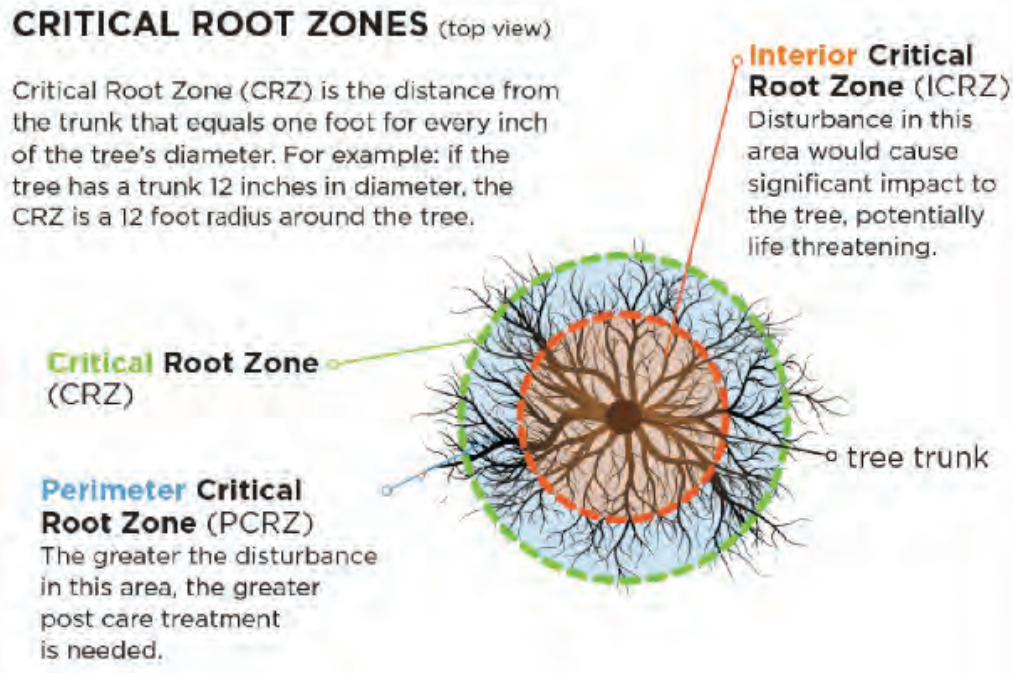 CRITICAL ROOT ZONES (top view)
Critical Root Zone (CRZ) is the distance from
the trunk that equals one foot for every inch
of the tree's diameter. For example: if the
tree has a trunk 12 inches in diameter, the
CRZ is a 12 foot radius around the tree.
Interior Critical
Root Zone (ICRZ)
Disturbance in this
area would cause
significant impact to
the tree, potentially
life threatening.
Critical Root Zone
(CRZ)
tree trunk
Perimeter Critical
Root Zone (PCRZ)
The greater the disturbance
in this area, the greater
post care treatment
is needed.